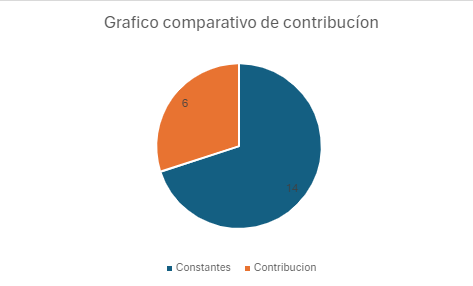 Grafico comparativo de contribucíon
6
14
Constantes Contribucion